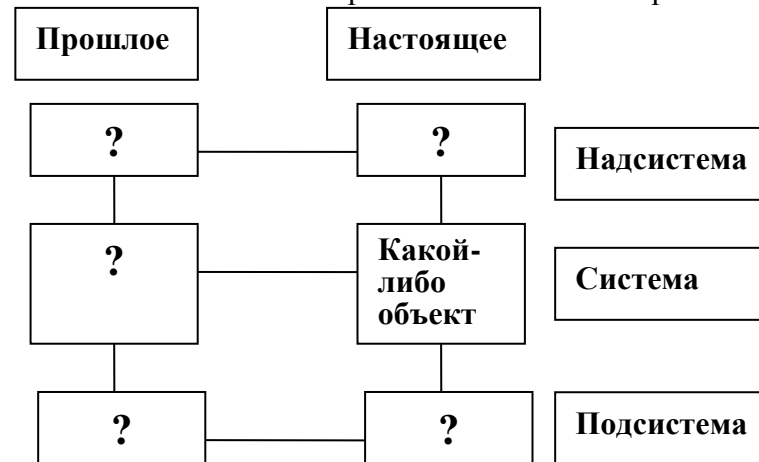 Прошлое
Настоящее
?
?
Надсистема
?
Какой-
либо
объект
Система
?
?
Подсистема